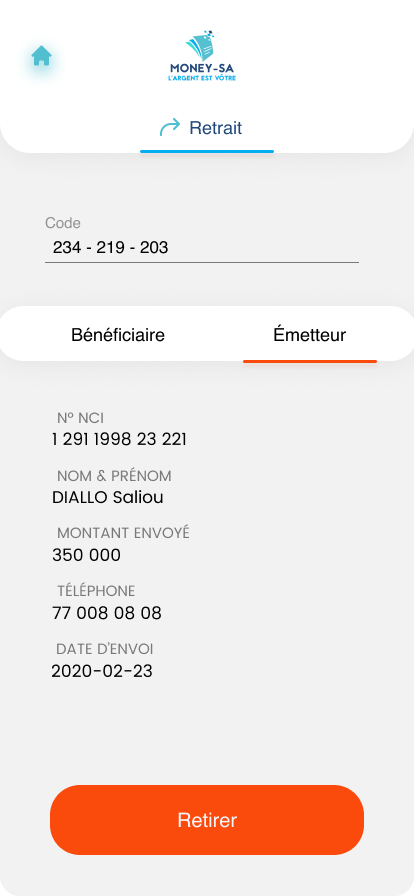 MONEY-SA
L'ARGENT EST VÔTRE
Retrait
Code
234 - 219 - 203
Bénéficiaire
Émetteur
N° NCI
1 291 1998 23 221
NOM & PRÉNOM
DIALLO Saliou
MONTANT ENVOYÉ
350 000
TÉLÉPHONE
77 008 08 08
DATE D'ENVOI
2020-02-23
Retirer